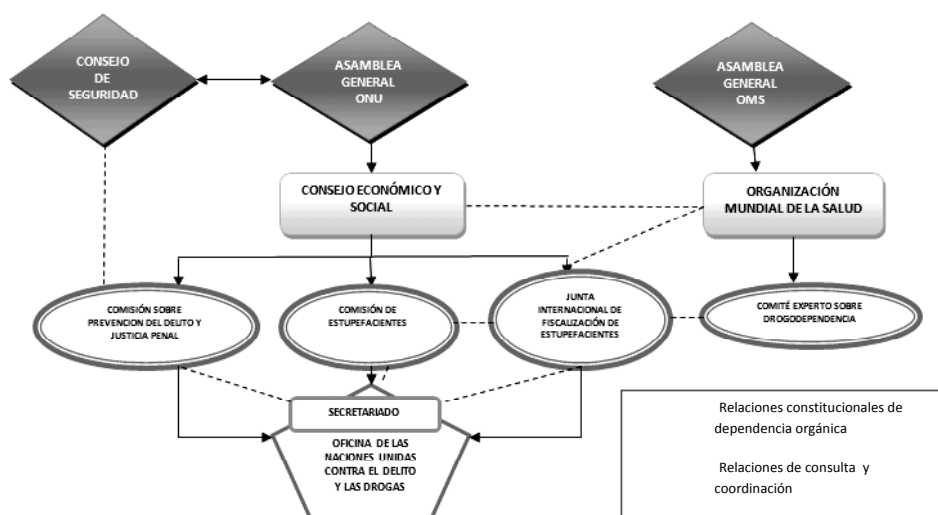 CONSEJO
DE
SEGURIDAD
ASAMBLEA
GENERAL
ONU
ASAMBLEA
GENERAL
OMS
CONSEJO ECONÓMICO Y
SOCIAL
ORGANIZACIÓN
MUNDIAL DE LA SALUD
COMISIÓN SOBRE
PREVENCION DEL DELITO Y
JUSTICIA PENAL
COMISIÓN DE
ESTUPEFACIENTES
JUNTA
INTERNACIONAL DE
FISCALIZACIÓN DE
ESTUPEFACIENTES
COMITÉ EXPERTO SOBRE
DROGODEPENDENCIA
SECRETARIADO
OFICINA DE LAS
NACIONES UNIDAS
CONTRA EL DELITO
Y LAS DROGAS
Relaciones constitucionales de
dependencia orgánica
Relaciones de consulta y
coordinación